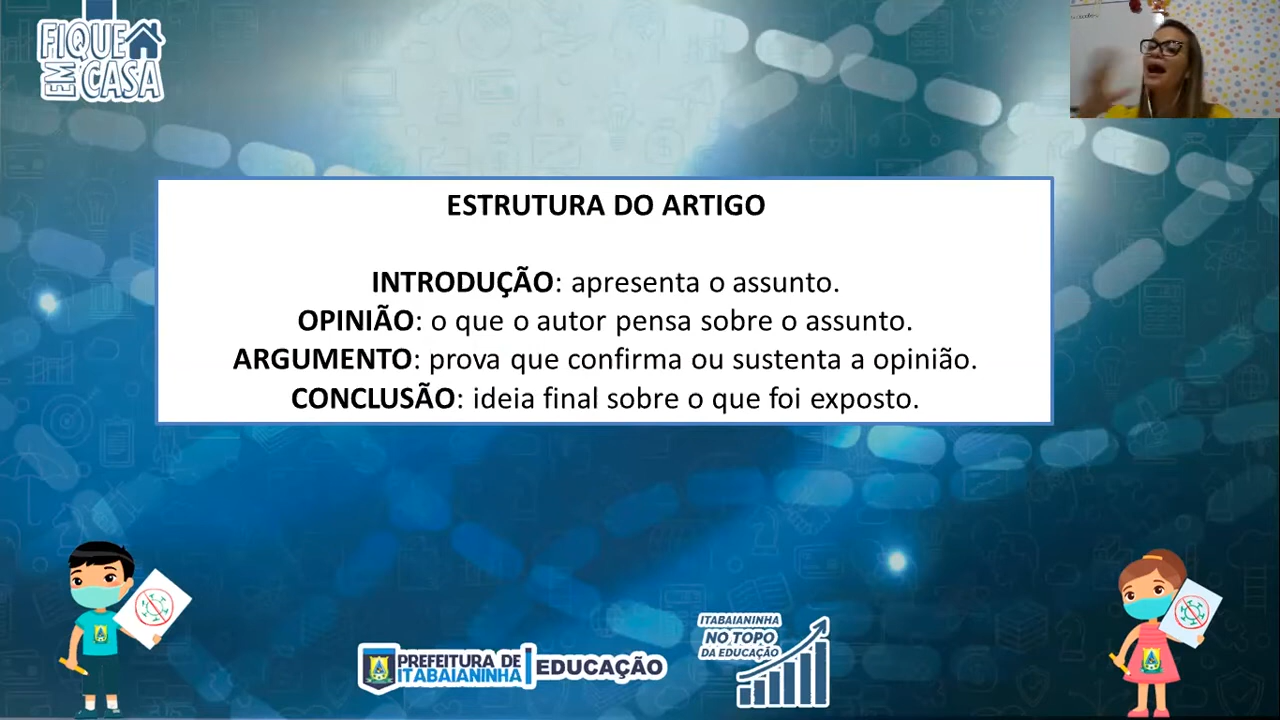 FIQUE
EM CASA
ESTRUTURA DO ARTIGO
INTRODUÇÃO: apresenta o assunto.
OPINIÃO: o que o autor pensa sobre o assunto.
ARGUMENTO: prova que confirma ou sustenta a opinião.
CONCLUSÃO: ideia final sobre o que foi exposto.
PREFEITURA DE
ITABAIANINHA
EDUCAÇÃO
ITABAIANINHA
NO TOPO
DA EDUCAÇÃO